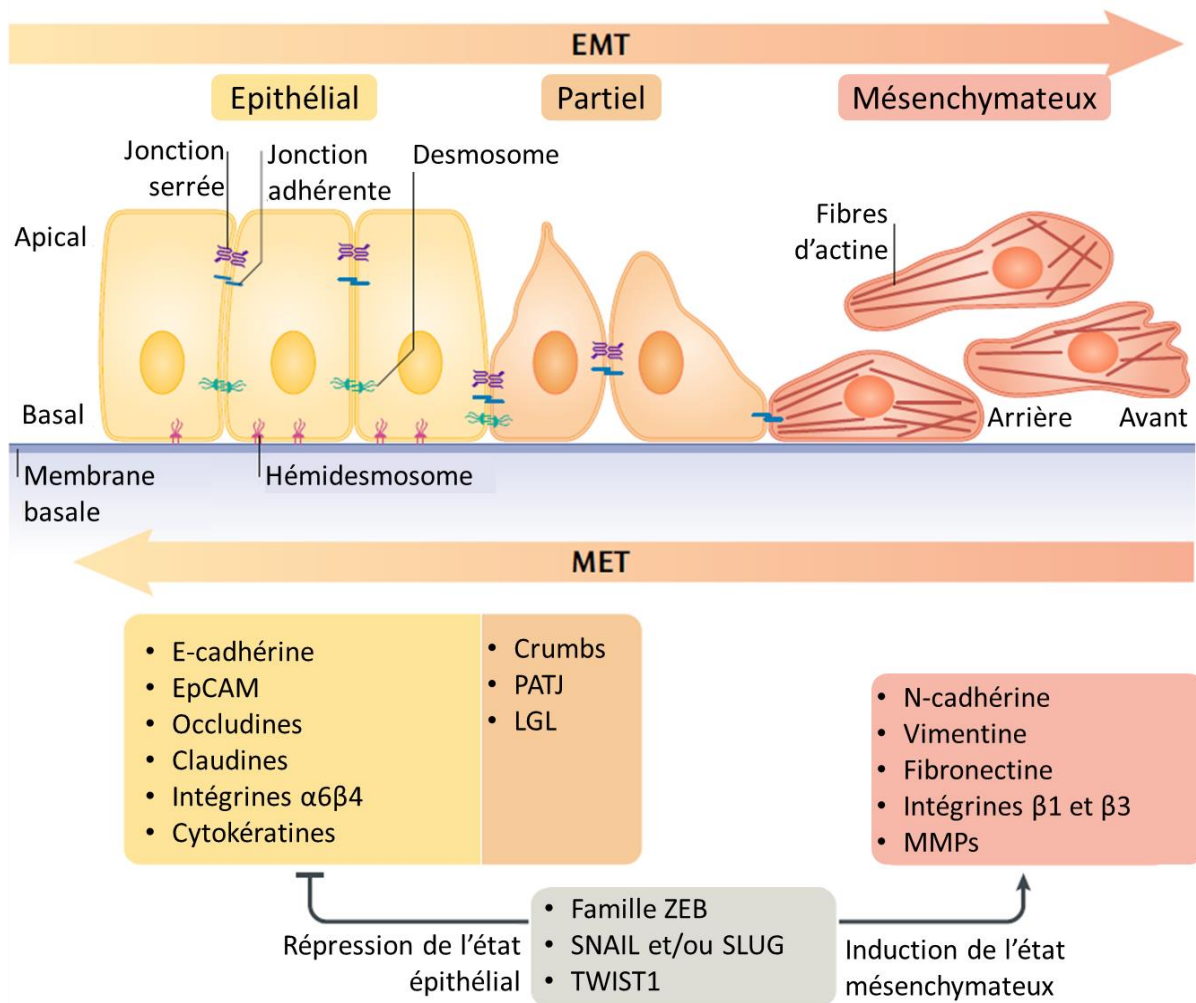 EMT
Epithélial
Partiel
Mésenchymateux
Jonction
serrée
Jonction
adhérente
Desmosome
Apical
Fibres
d'actine
Basal
Arrière
Avant
Membrane
basale
Hémidesmosome
MET
• E-cadhérine
• EpCAM
• Occludines
• Claudines
• Intégrines α6β4
• Cytokératines
• Crumbs
• PATJ
• LGL
• N-cadhérine
• Vimentine
• Fibronectine
• Intégrines β1 et β3
• MMPs
• Famille ZEB
• SNAIL et/ou SLUG
• TWIST1
Répression de l'état
épithélial
Induction de l'état
mésenchymateux